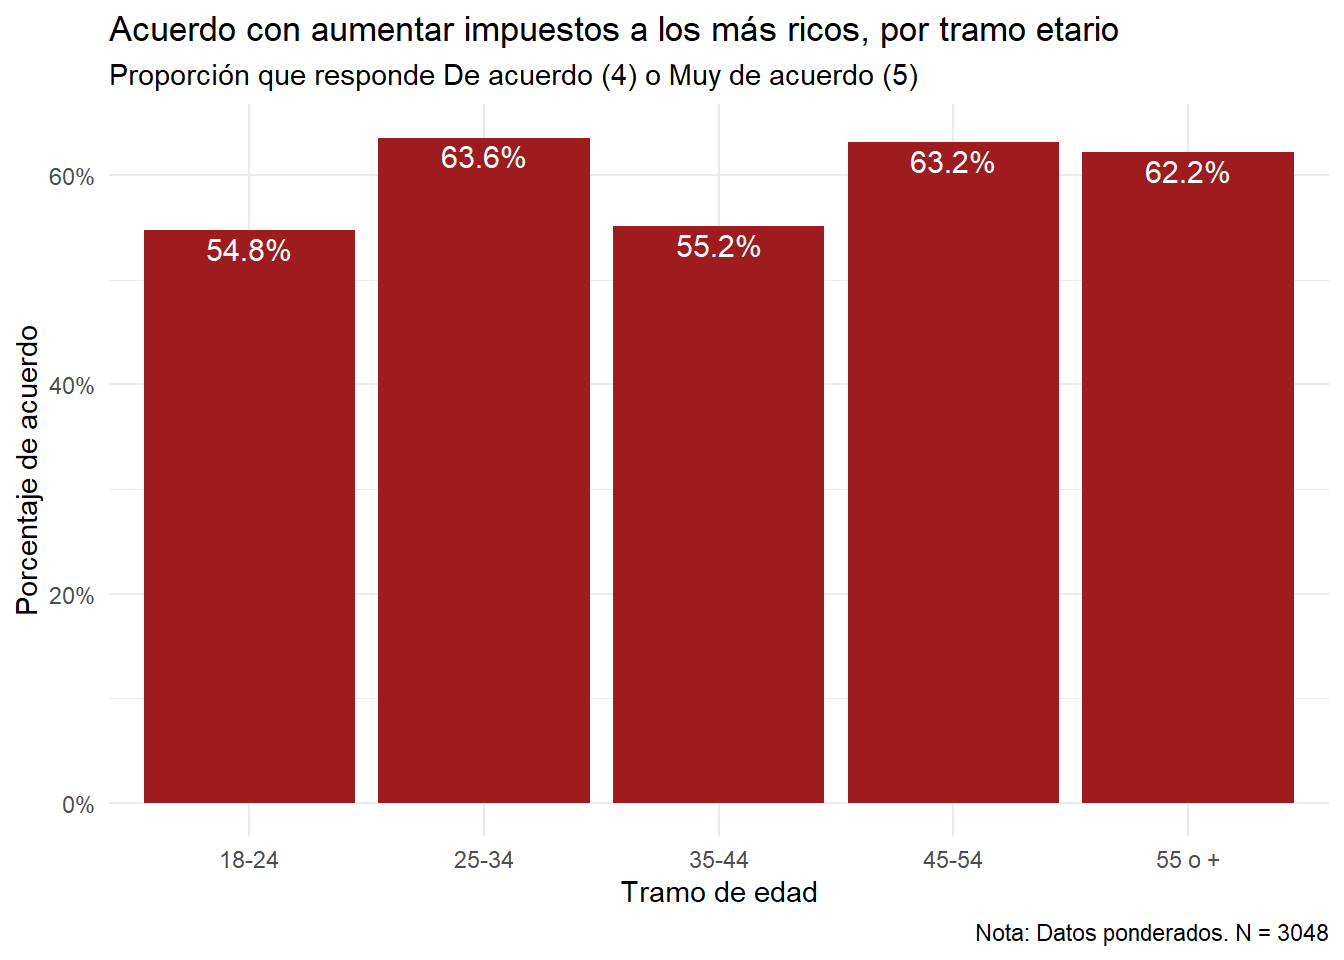 Acuerdo con aumentar impuestos a los más ricos, por tramo etario
Proporción que responde De acuerdo (4) o Muy de acuerdo (5)
Porcentaje de acuerdo
60%
40%
20%
0%
54.8%
63.6%
55.2%
63.2%
62.2%
18-24
25-34
35-44
45-54
55 o +
Tramo de edad
Nota: Datos ponderados. N = 3048